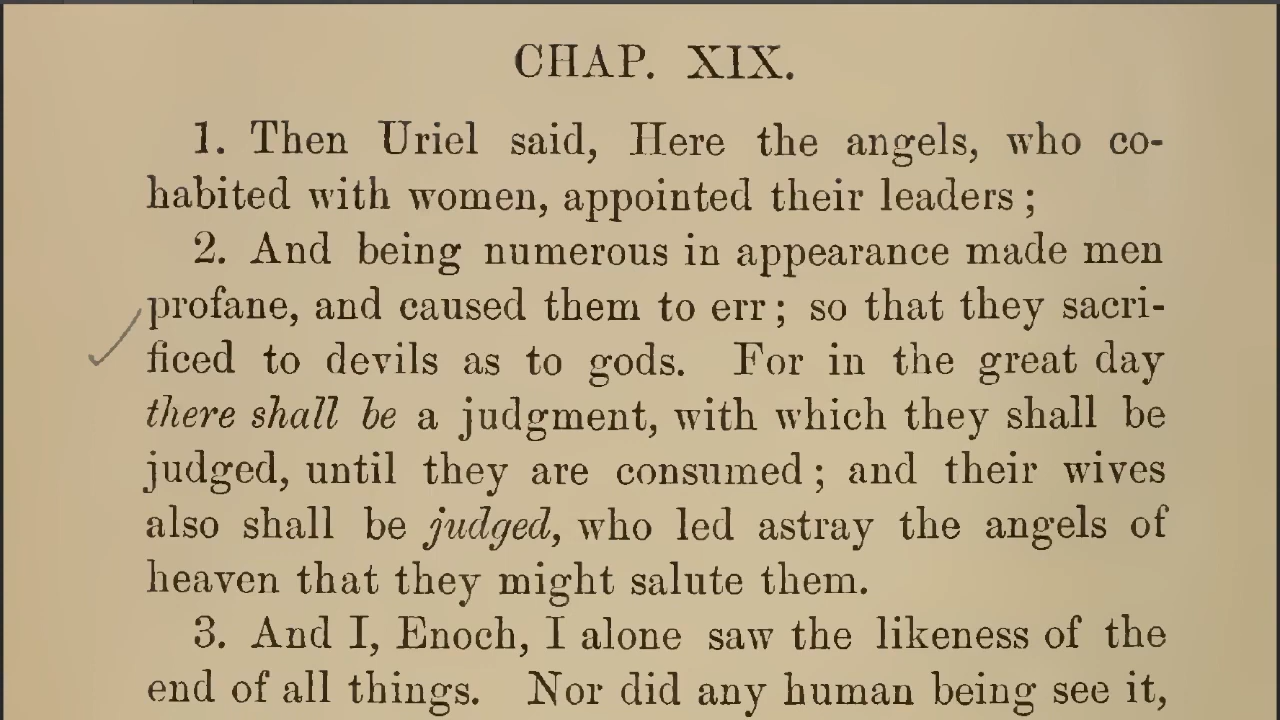 CHAP. XIX.
1. Then Uriel said, Here the angels, who co-
habited with women, appointed their leaders ;
2. And being numerous in appearance made men
profane, and caused them to err ; so that they sacri-
ficed to devils as to gods. For in the great day
there shall be a judgment, with which they shall be
judged, until they are consumed ; and their wives
also shall be judged, who led astray the angels of
heaven that they might salute them.
3. And I, Enoch, I alone saw the likeness of the
end of all things. Nor did any human being see it,